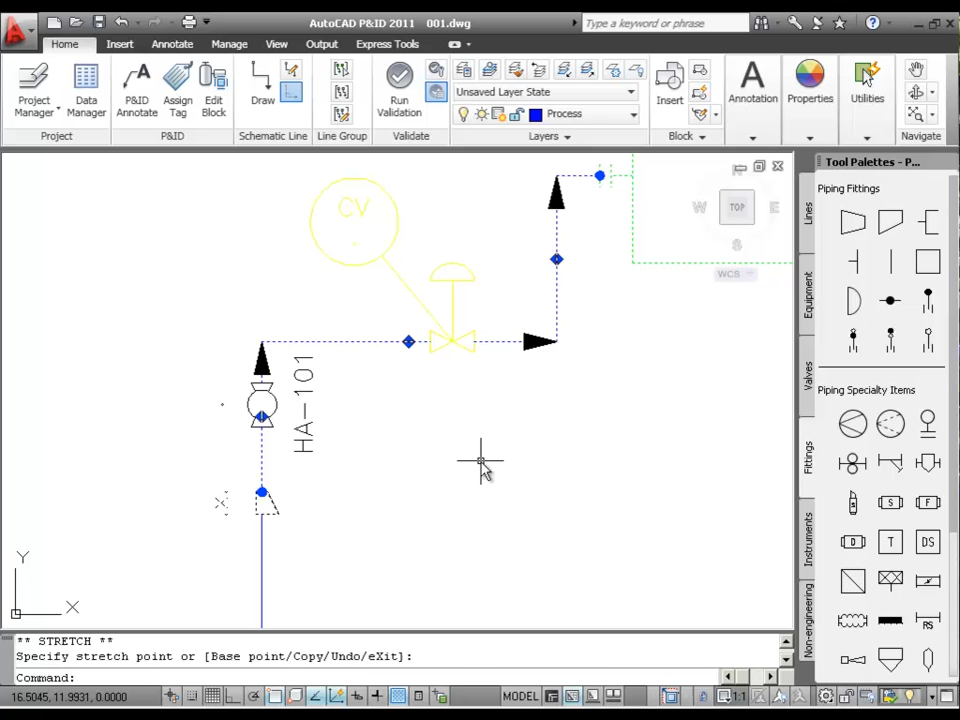 AutoCAD P&ID 2011 001.dwg
Type a keyword or phrase
Home Insert Annotate Manage View Output Express Tools
Project Manager
Data Manager
P&ID Annotate
Assign Tag
Edit Block
Draw
Run Validation
Unsaved Layer State
Process
Insert
Annotation
Properties
Utilities
Project
P&ID
Schematic Line
Line Group
Validate
Layers
Block
Navigate
Tool Palettes - P...
Lines
Equipment
Valves
Fittings
Instruments
Non-engineering
Piping Fittings
Piping Specialty Items
S
F
D
T
DS
RS
CV
HA-101
W
TOP
E
S
WCS
Y
X
** STRETCH **
Specify stretch point or [Base point/Copy/Undo/eXit]:
Command:
16.5045, 11.9931, 0.0000
MODEL
1:1